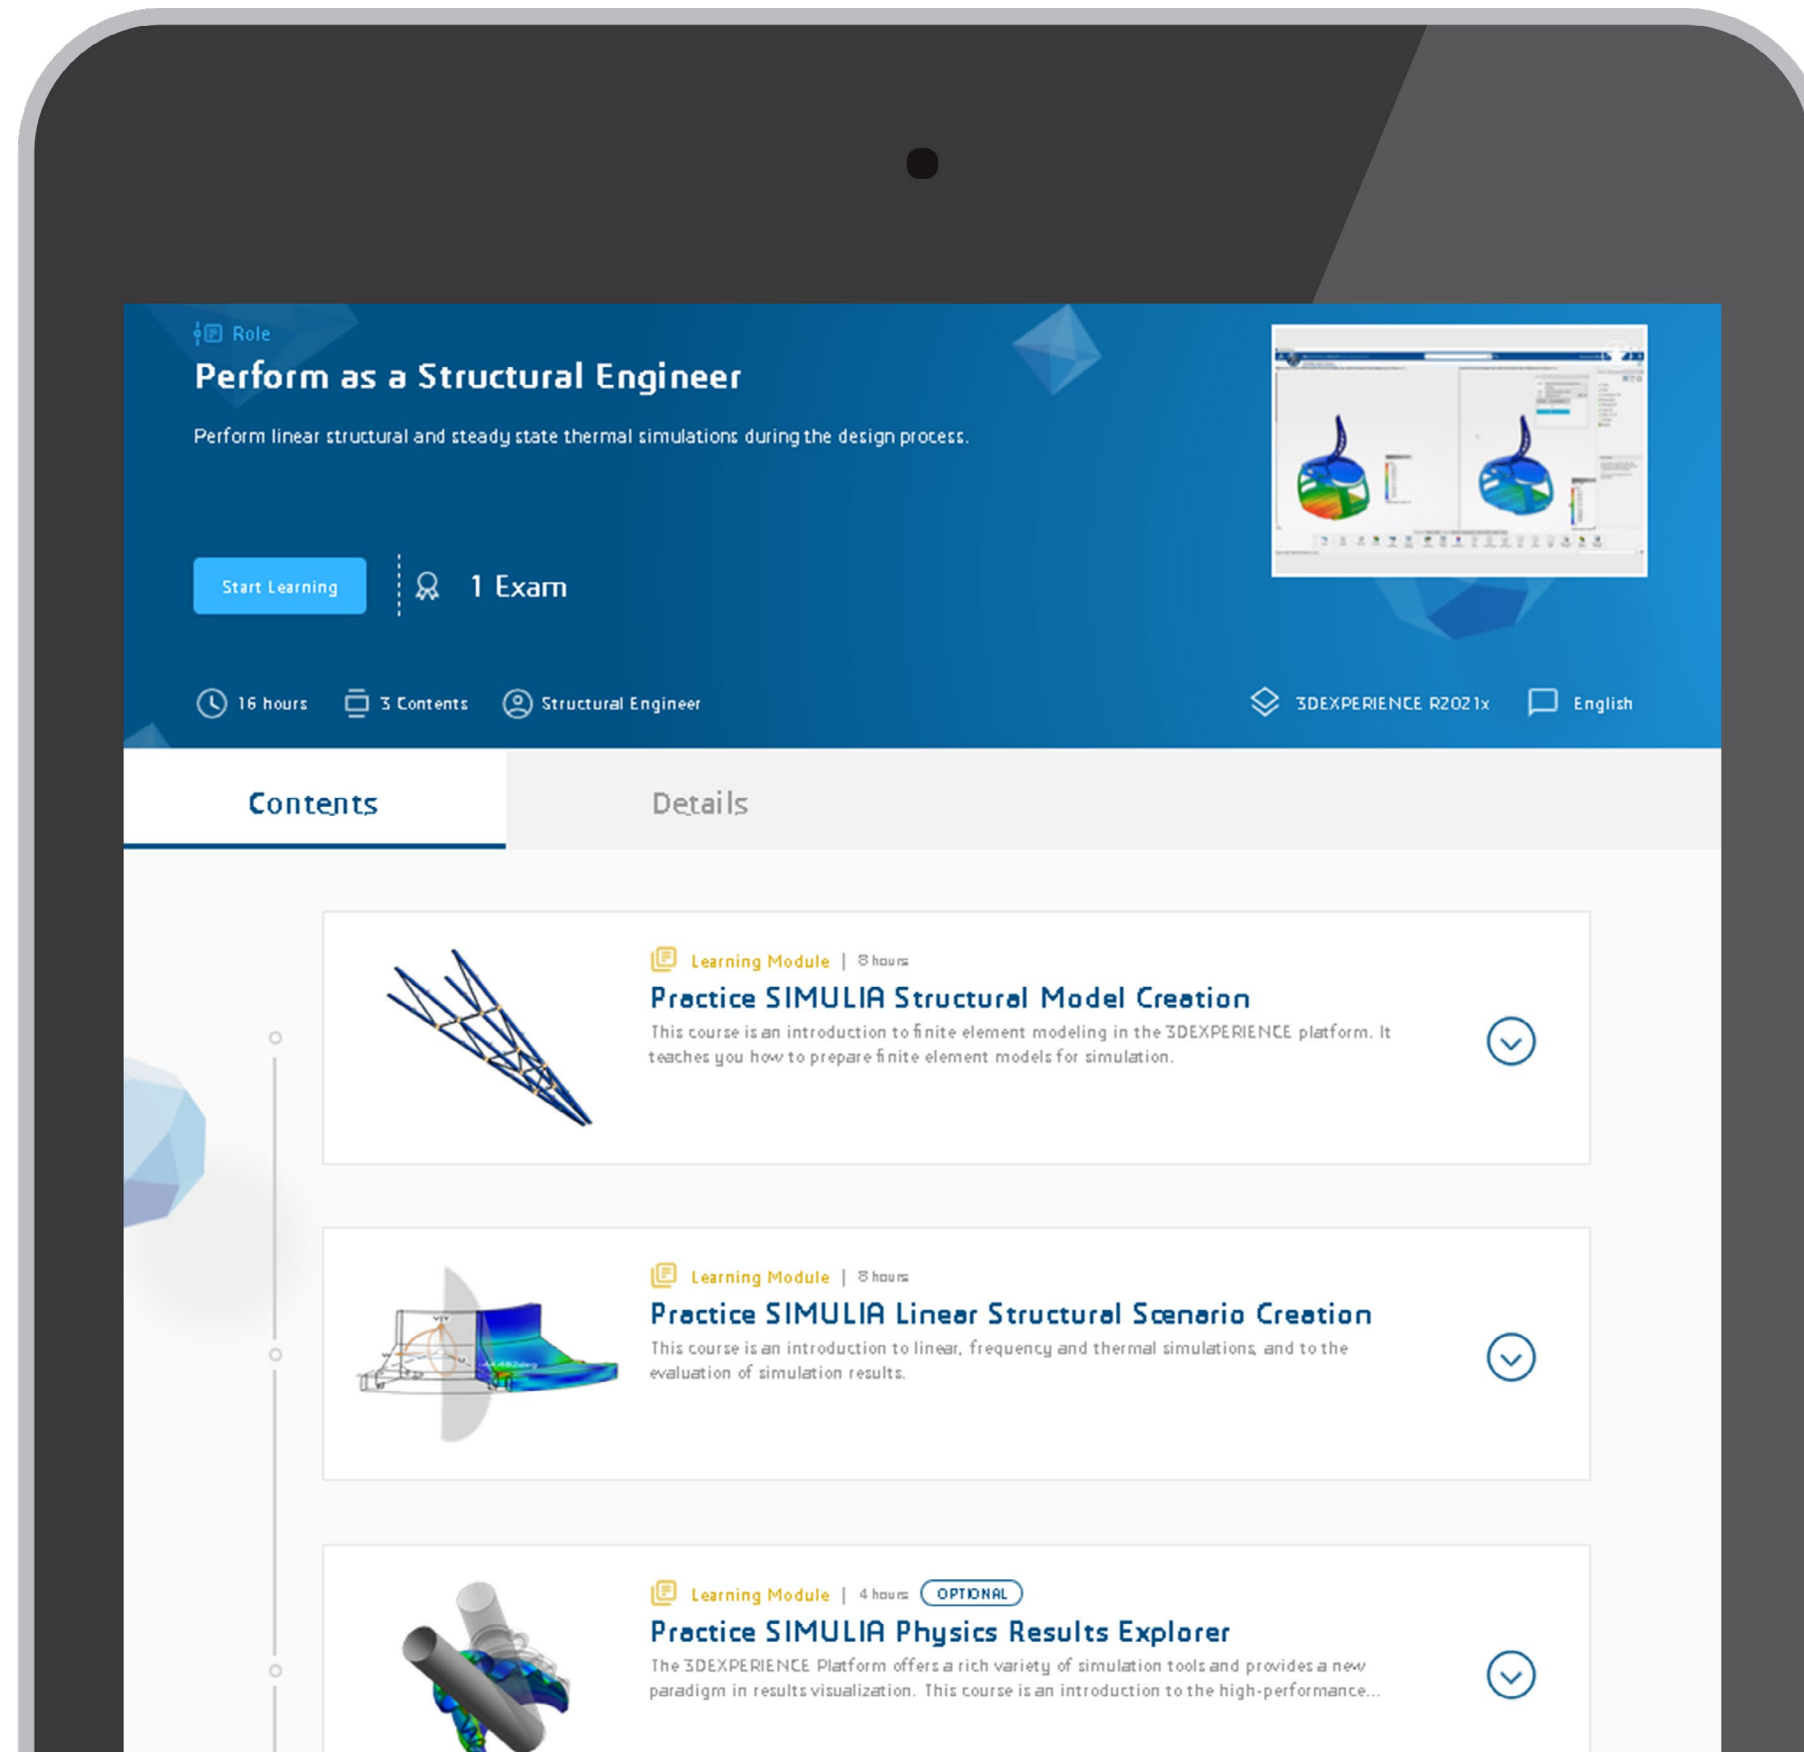 Role
Perform as a Structural Engineer
Perform linear structural and steady state thermal simulations during the design process.
Start Learning
1 Exam
16 hours
3 Contents
Structural Engineer
3DEXPERIENCE R2021x
English
Contents
Details
Learning Module | 8 hours
Practice SIMULIA Structural Model Creation
This course is an introduction to finite element modeling in the 3DEXPERIENCE platform. It
teaches you how to prepare finite element models for simulation.
Learning Module | 8 hours
Practice SIMULIA Linear Structural Scenario Creation
This course is an introduction to linear, frequency and thermal simulations, and to the
evaluation of simulation results.
Learning Module | 4 hours OPTIONAL
Practice SIMULIA Physics Results Explorer
The 3DEXPERIENCE Platform offers a rich variety of simulation tools and provides a new
paradigm in results visualization. This course is an introduction to the high-performance...